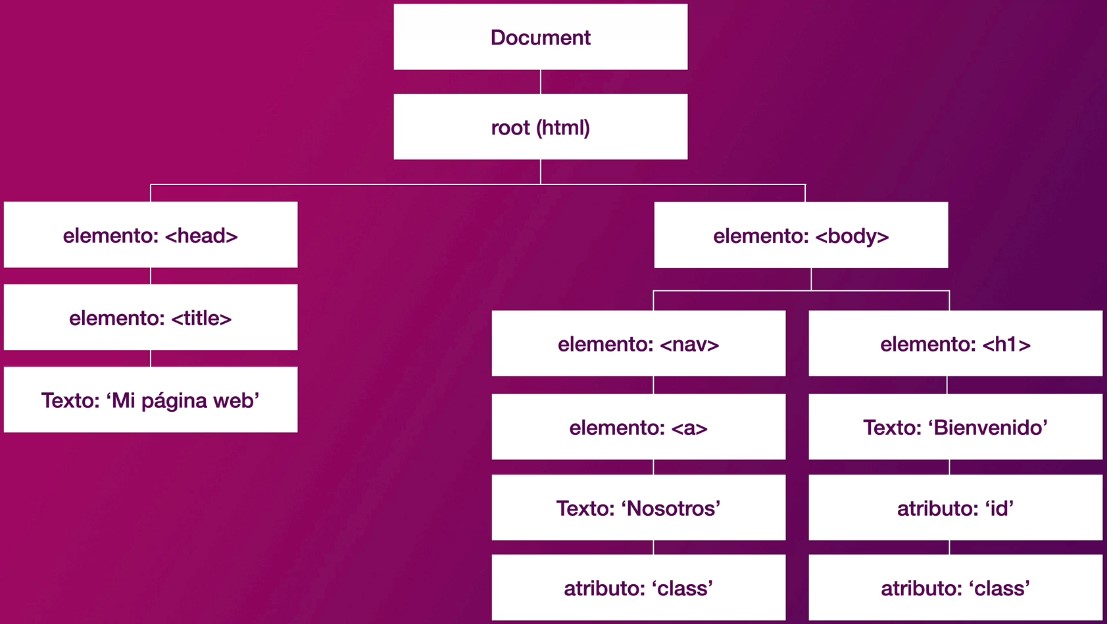 Document
root (html)
elemento: <head>
elemento: <body>
elemento: <title>
elemento: <nav>
elemento: <h1>
Texto: ‘Mi página web’
elemento: <a>
Texto: ‘Bienvenido’
Texto: ‘Nosotros’
atributo: ‘id’
atributo: ‘class’
atributo: ‘class’